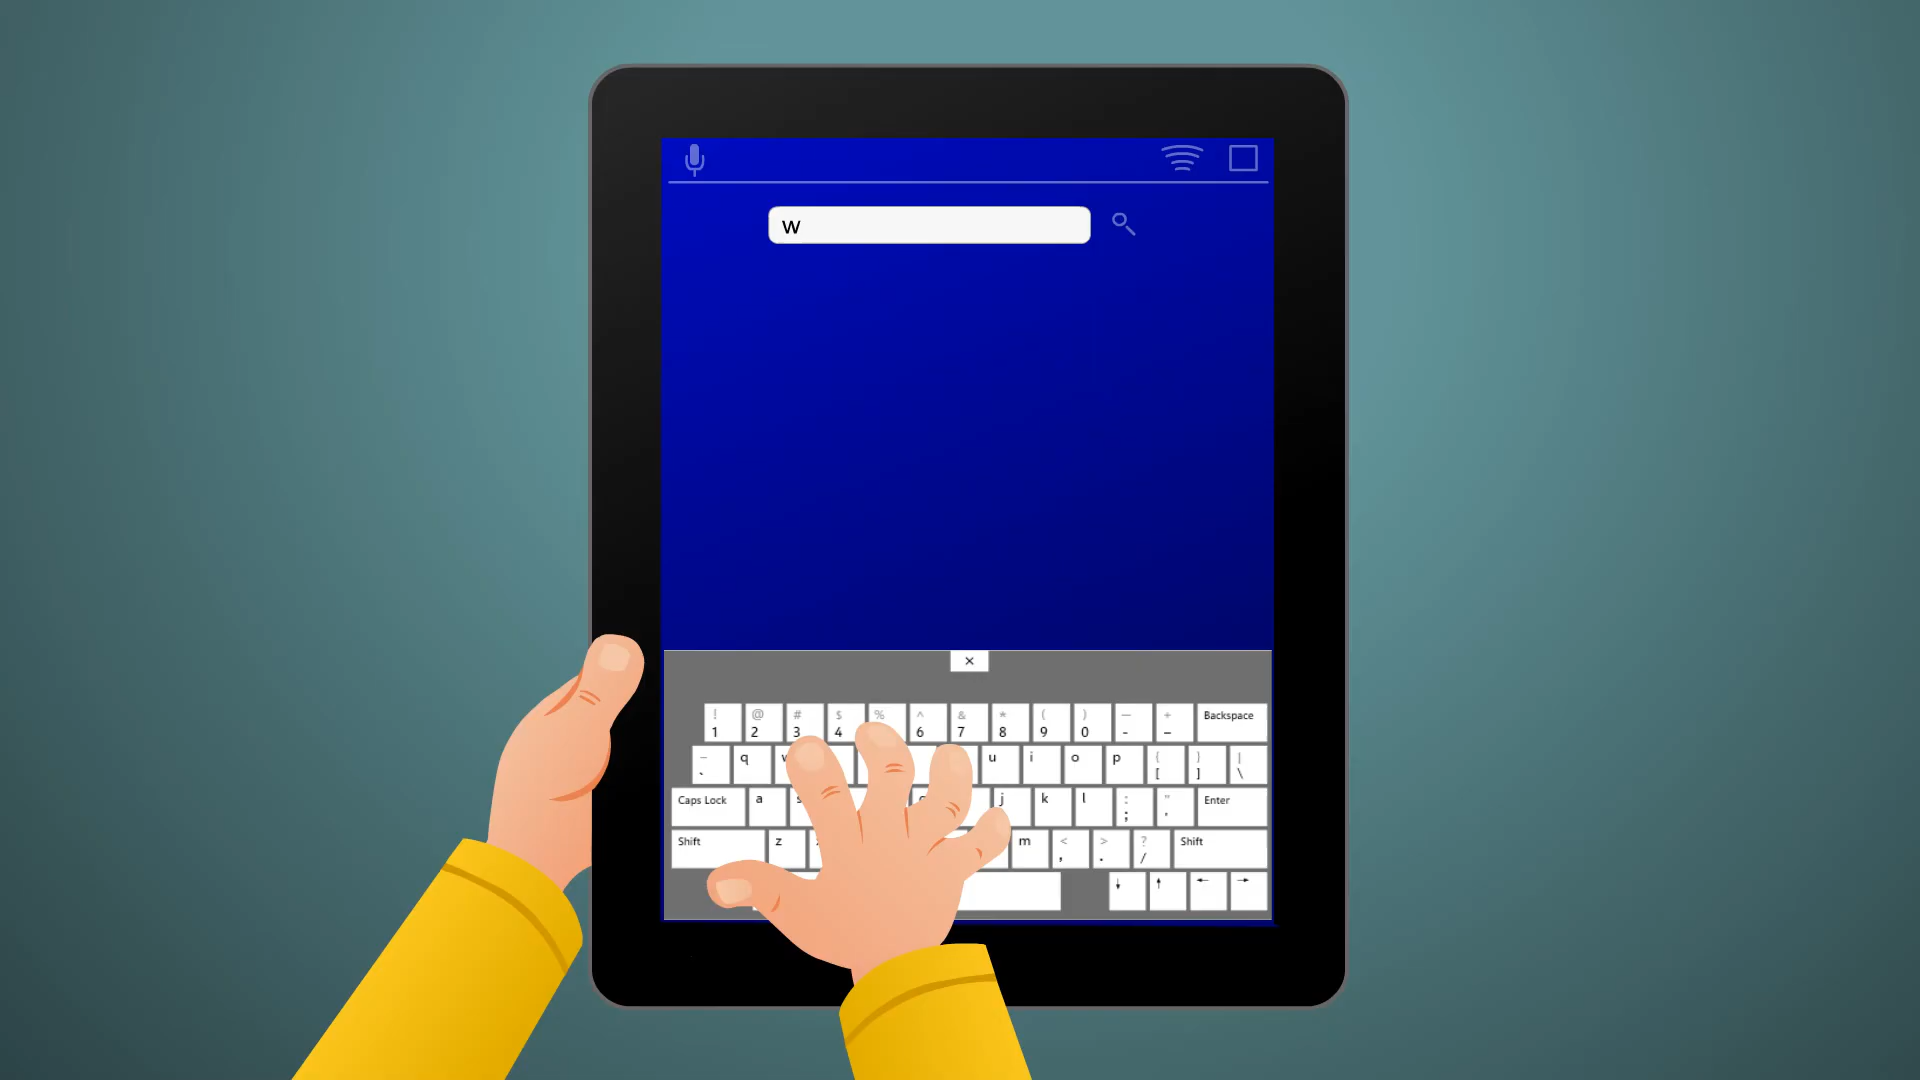 w
×
! @ # $ % ^ & * ( ) — +
1 2 3 4 6 7 8 9 0 - – Backspace
~ q u i o p { } |
` [ ] \
Caps Lock a s j k l : " Enter
; '
Shift z m < > ? Shift
, . /
↓ ↑ ← →